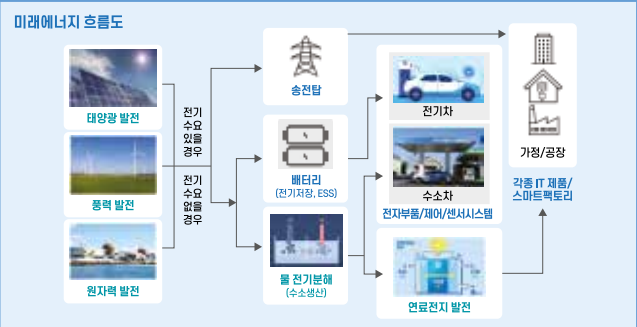 미래에너지 흐름도
태양광 발전
풍력 발전
원자력 발전
전기
수요
있을
경우
전기
수요
없을
경우
송전탑
배터리
(전기저장, ESS)
물 전기분해
(수소생산)
전기차
수소차
전자부품/제어/센서시스템
연료전지 발전
가정/공장
각종 IT 제품/
스마트팩토리